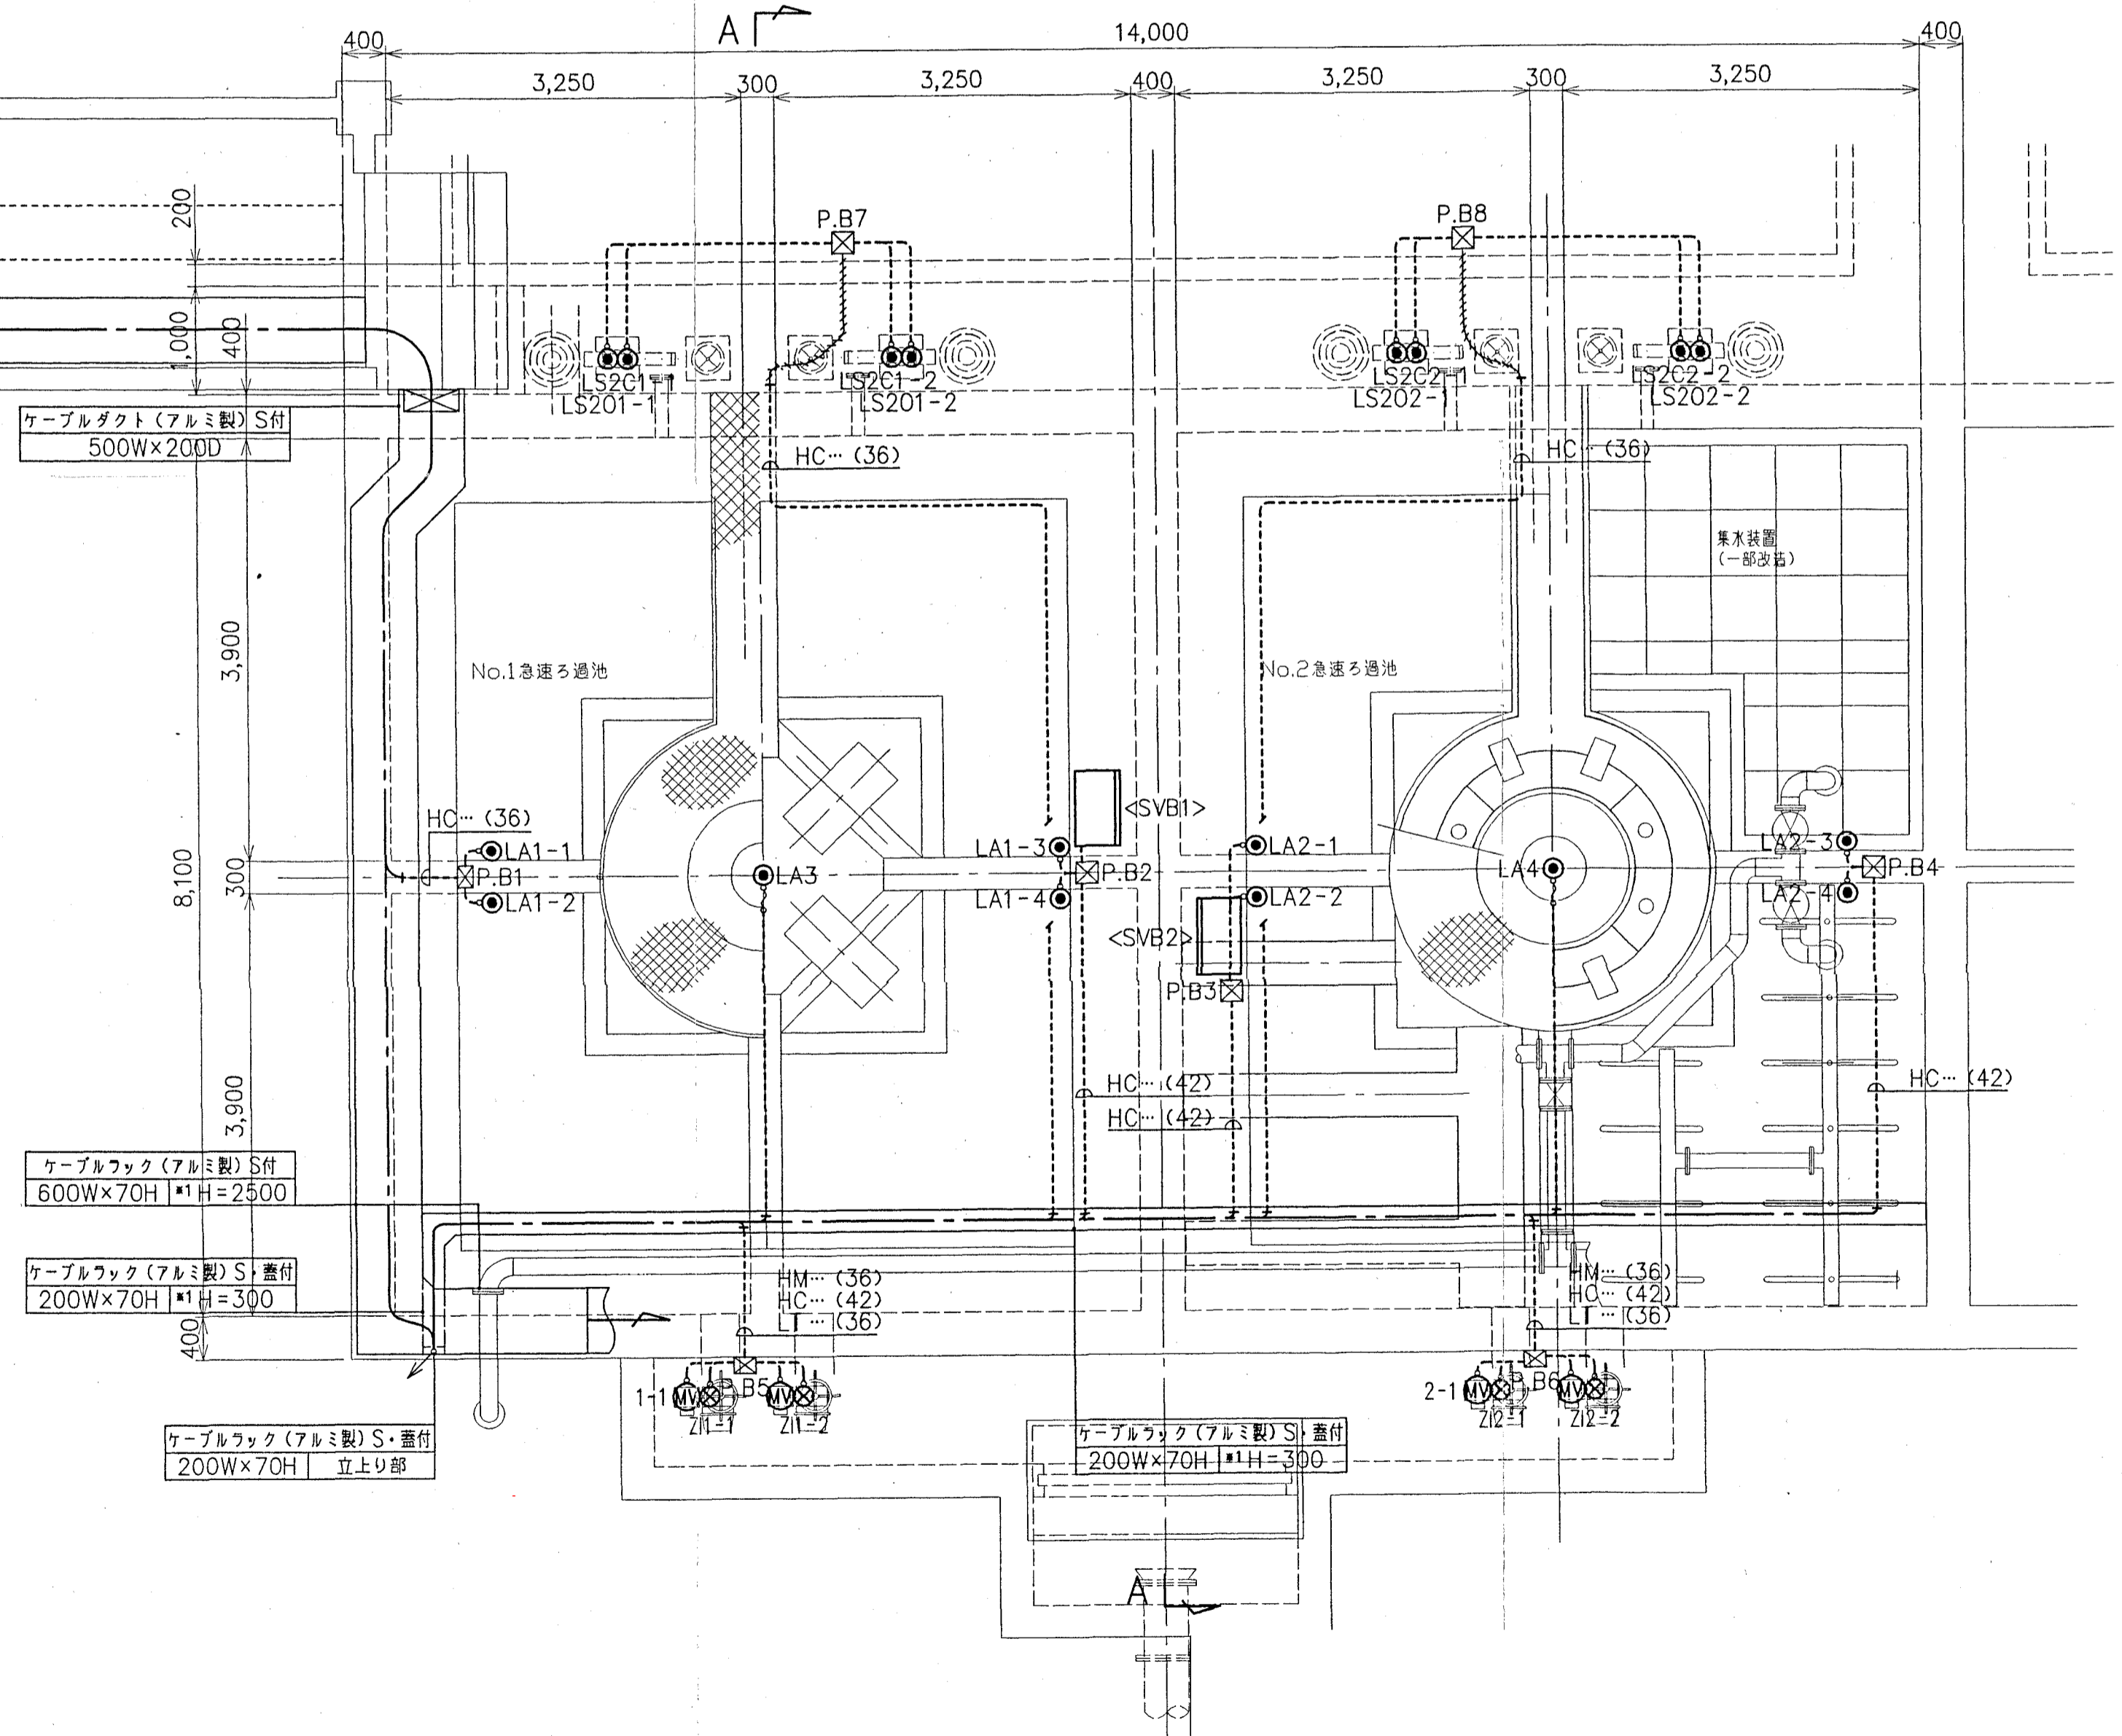 A
14,000
400
400
3,250
300
3,250
400
3,250
300
3,250
200
P.B7
P.B8
1,000
400
LS2C1-1
LS2C1-2
LS2C2-1
LS2C2-2
LS201-1
LS201-2
LS202-1
LS202-2
ケーブルダクト（アルミ製）S付
500W×200D
HC… (36)
HC… (36)
集水装置
（一部改造）
3,900
No.1急速ろ過池
No.2急速ろ過池
<SVB1>
HC… (36)
LA1-1
LA1-3
LA2-1
LA2-3
8,100
300
P.B1
LA3
P.B2
LA4
P.B4
LA1-2
LA1-4
LA2-2
LA2-4
<SVB2>
P.B3
3,900
HC… (42)
HC… (42)
HC… (42)
ケーブルラック（アルミ製）S付
600W×70H
※1 H=2500
ケーブルラック（アルミ製）S・蓋付
200W×70H
※1 H=300
HM… (36)
HC… (42)
LT… (36)
HM… (36)
HC… (42)
LT… (36)
400
P.B5
P.B6
1-1
MV
MV
2-1
MV
MV
ZI1-1
ZI1-2
ZI2-1
ZI2-2
ケーブルラック（アルミ製）S・蓋付
200W×70H
立上り部
ケーブルラック（アルミ製）S・蓋付
200W×70H
※1 H=300
A